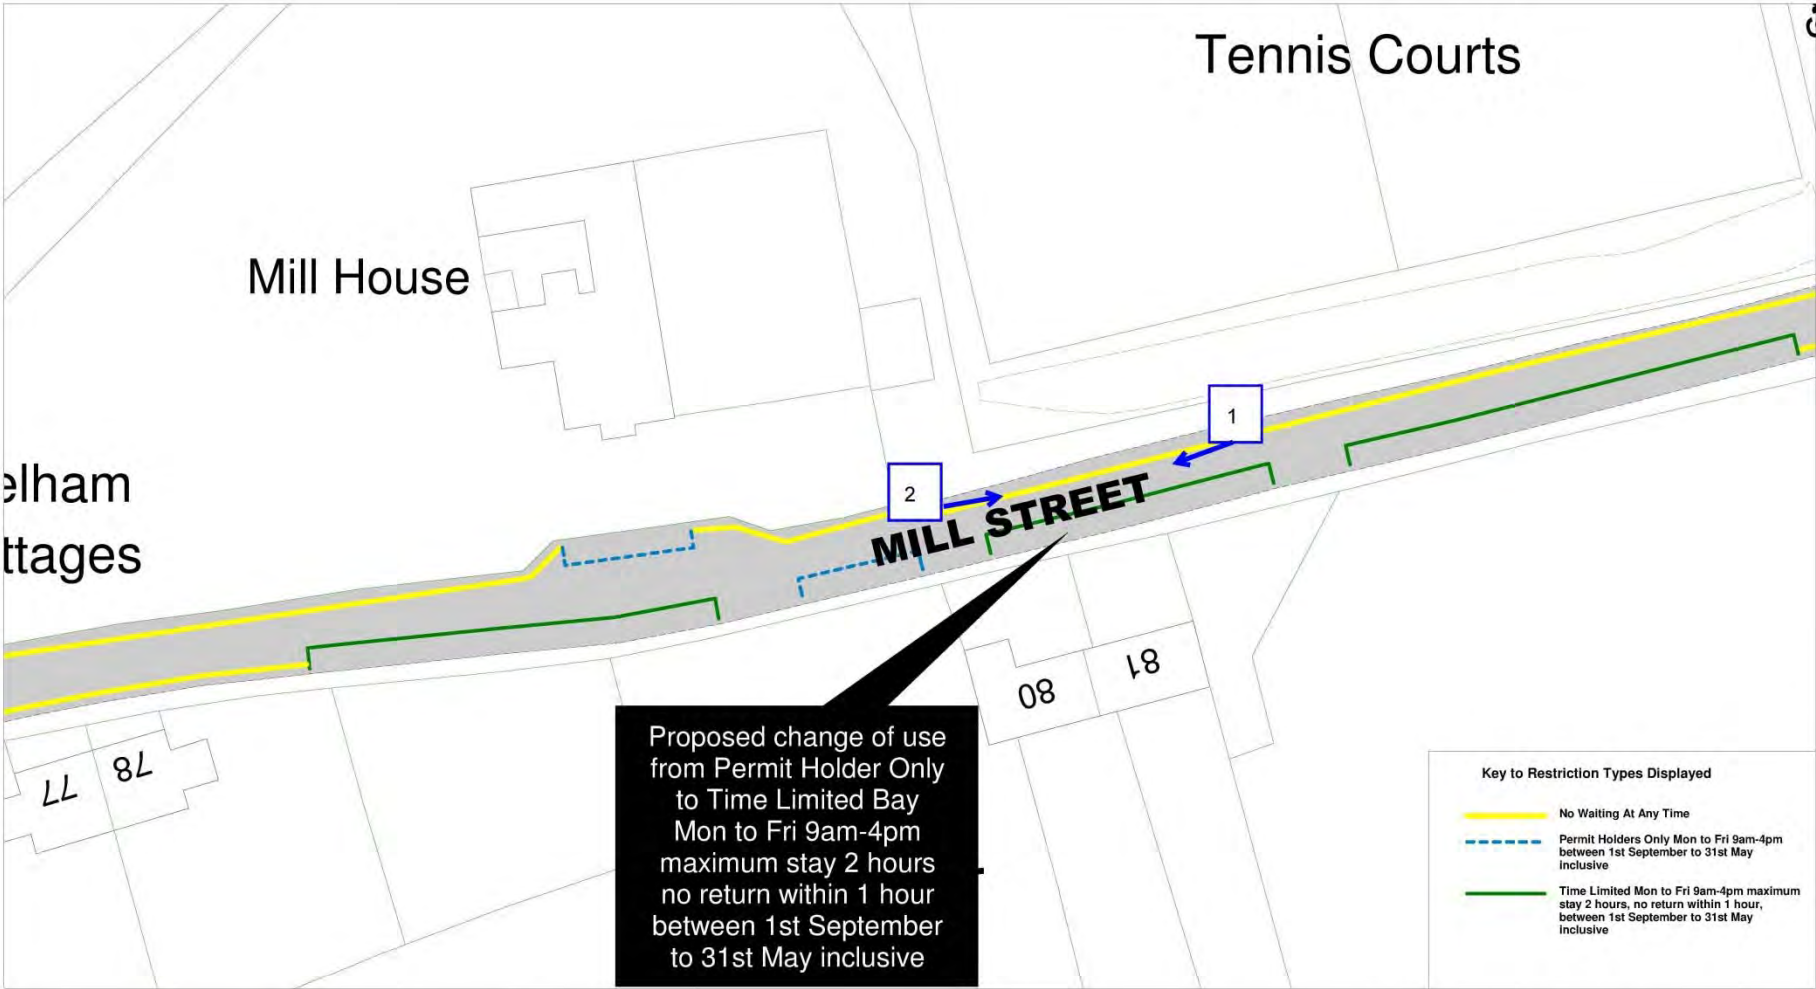 Tennis Courts
Mill House
elham
ttages
1
2
MILL STREET
81
80
78
77
Proposed change of use
from Permit Holder Only
to Time Limited Bay
Mon to Fri 9am-4pm
maximum stay 2 hours
no return within 1 hour
between 1st September
to 31st May inclusive
Key to Restriction Types Displayed
No Waiting At Any Time
Permit Holders Only Mon to Fri 9am-4pm
between 1st September to 31st May
inclusive
Time Limited Mon to Fri 9am-4pm maximum
stay 2 hours, no return within 1 hour,
between 1st September to 31st May
inclusive